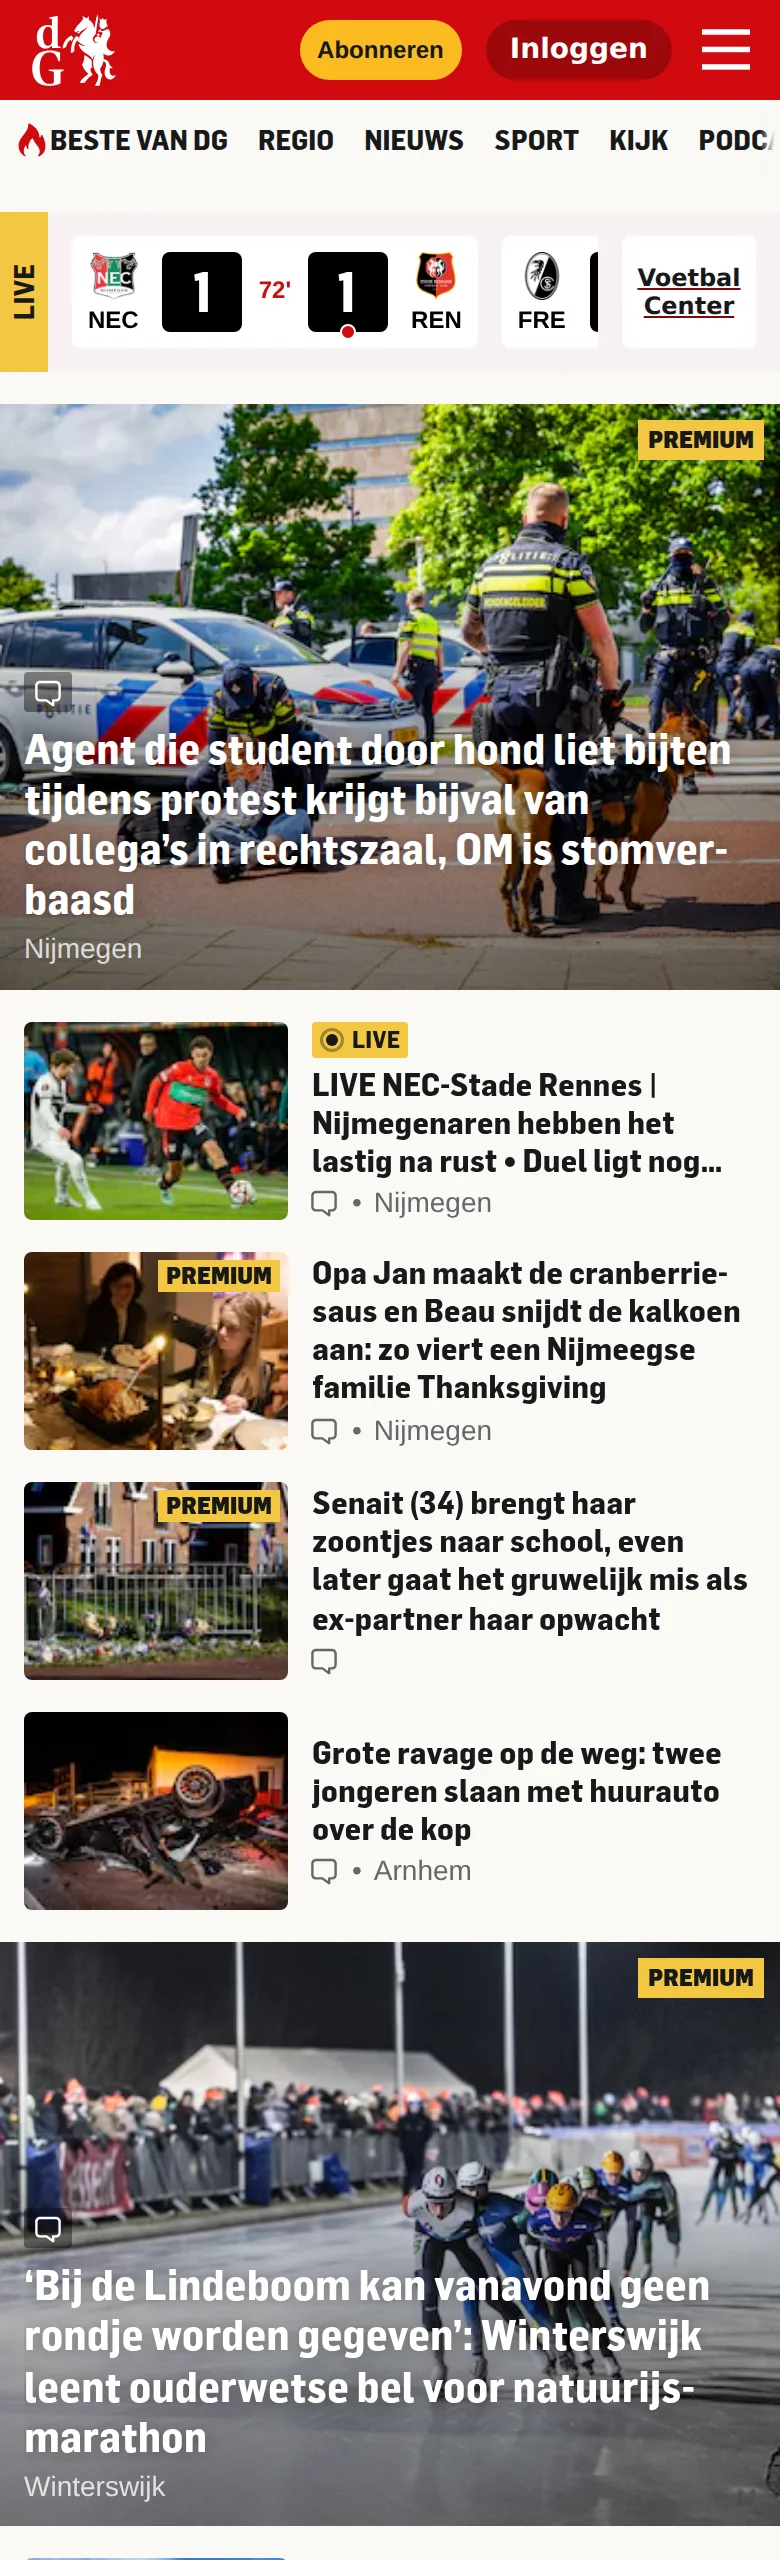 dG
Abonneren
Inloggen
BESTE VAN DG
REGIO
NIEUWS
SPORT
KIJK
PODCA
LIVE
NEC
1
72'
1
REN
FRE
Voetbal
Center
PREMIUM
POLITIE
HONDENGELEIDER
POLITIE
Agent die student door hond liet bijten
tijdens protest krijgt bijval van
collega’s in rechtszaal, OM is stomver-
baasd
Nijmegen
LIVE
LIVE NEC-Stade Rennes |
Nijmegenaren hebben het
lastig na rust • Duel ligt nog...
• Nijmegen
PREMIUM
Opa Jan maakt de cranberrie-
saus en Beau snijdt de kalkoen
aan: zo viert een Nijmeegse
familie Thanksgiving
• Nijmegen
PREMIUM
Senait (34) brengt haar
zoontjes naar school, even
later gaat het gruwelijk mis als
ex-partner haar opwacht
Grote ravage op de weg: twee
jongeren slaan met huurauto
over de kop
• Arnhem
PREMIUM
‘Bij de Lindeboom kan vanavond geen
rondje worden gegeven’: Winterswijk
leent ouderwetse bel voor natuurijs-
marathon
Winterswijk